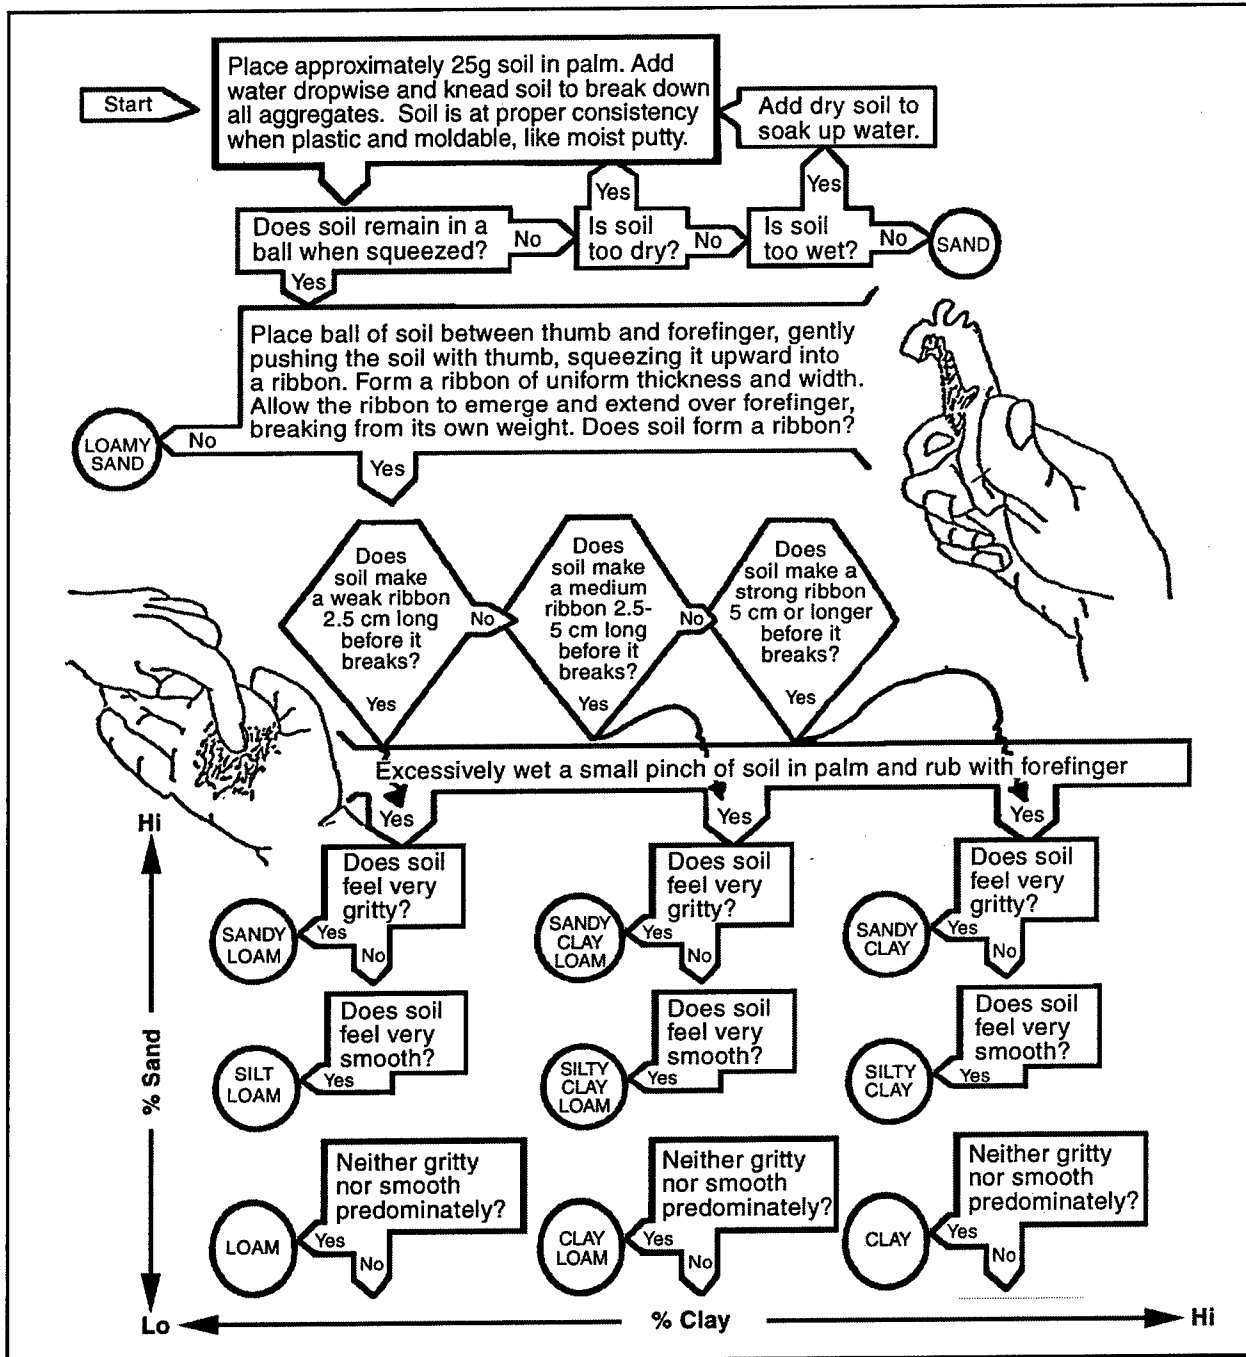 Start
Place approximately 25g soil in palm. Add
water dropwise and knead soil to break down
all aggregates. Soil is at proper consistency
when plastic and moldable, like moist putty.
Add dry soil to
soak up water.
Yes
Yes
Does soil remain in a
ball when squeezed?
No
Is soil
too dry?
No
Is soil
too wet?
No
SAND
Yes
Place ball of soil between thumb and forefinger, gently
pushing the soil with thumb, squeezing it upward into
a ribbon. Form a ribbon of uniform thickness and width.
Allow the ribbon to emerge and extend over forefinger,
breaking from its own weight. Does soil form a ribbon?
LOAMY
SAND
No
Yes
Does
soil make
a weak ribbon
2.5 cm long
before it
breaks?
Yes
No
Does
soil make
a medium
ribbon 2.5-
5 cm long
before it
breaks?
Yes
No
Does
soil make a
strong ribbon
5 cm or longer
before it
breaks?
Yes
Excessively wet a small pinch of soil in palm and rub with forefinger
Yes
Yes
Yes
Hi
Does soil
feel very
gritty?
SANDY
LOAM
Yes
No
Does soil
feel very
gritty?
SANDY
CLAY
LOAM
Yes
No
Does soil
feel very
gritty?
SANDY
CLAY
Yes
No
% Sand
Does soil
feel very
smooth?
SILT
LOAM
Yes
Does soil
feel very
smooth?
SILTY
CLAY
LOAM
Yes
Does soil
feel very
smooth?
SILTY
CLAY
Yes
Neither gritty
nor smooth
predominately?
LOAM
Yes
No
Neither gritty
nor smooth
predominately?
CLAY
LOAM
Yes
No
Neither gritty
nor smooth
predominately?
CLAY
Yes
No
Lo
% Clay
Hi